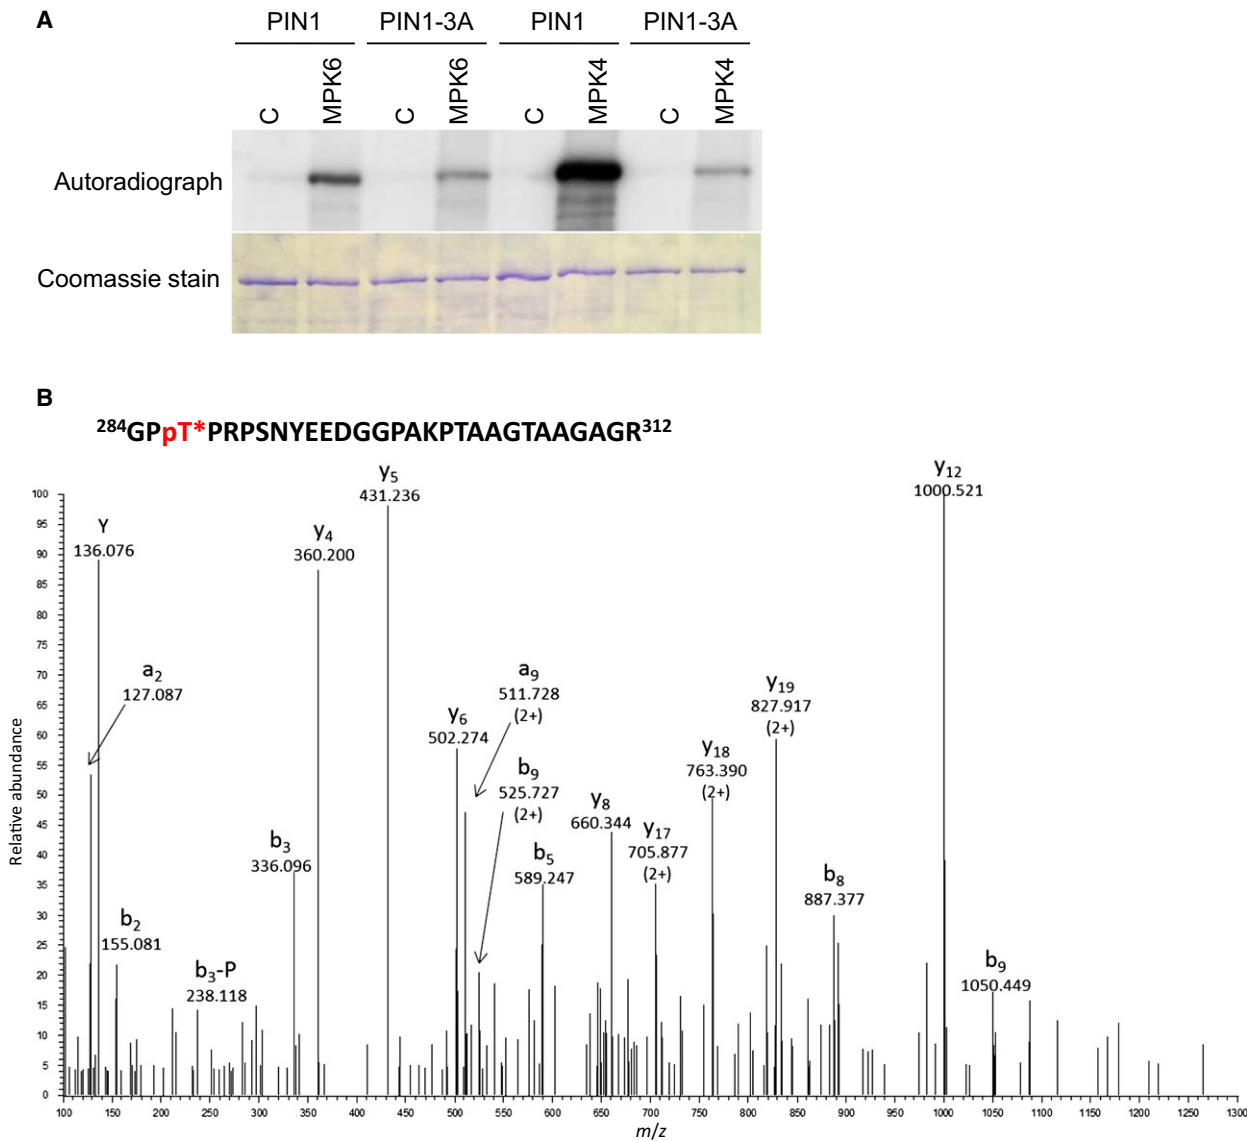 A
PIN1 PIN1-3A PIN1 PIN1-3A
C MPK6 C MPK6 C MPK4 C MPK4
Autoradiograph
Coomassie stain
B
²⁸⁴GPpT*PRPSNYEEDGGPAKPTAAGTAAGAGR³¹²
Relative abundance
100
95
90
85
80
75
70
65
60
55
50
45
40
35
30
25
20
15
10
5
0
Y
136.076
a₂
127.087
b₂
155.081
b₃-P
238.118
b₃
336.096
y₄
360.200
y₅
431.236
y₆
502.274
a₉
511.728
(2+)
b₉
525.727
(2+)
b₅
589.247
y₈
660.344
y₁₇
705.877
(2+)
y₁₈
763.390
(2+)
y₁₉
827.917
(2+)
b₈
887.377
y₁₂
1000.521
b₉
1050.449
100 150 200 250 300 350 400 450 500 550 600 650 700 750 800 850 900 950 1000 1050 1100 1150 1200 1250 1300
m/z